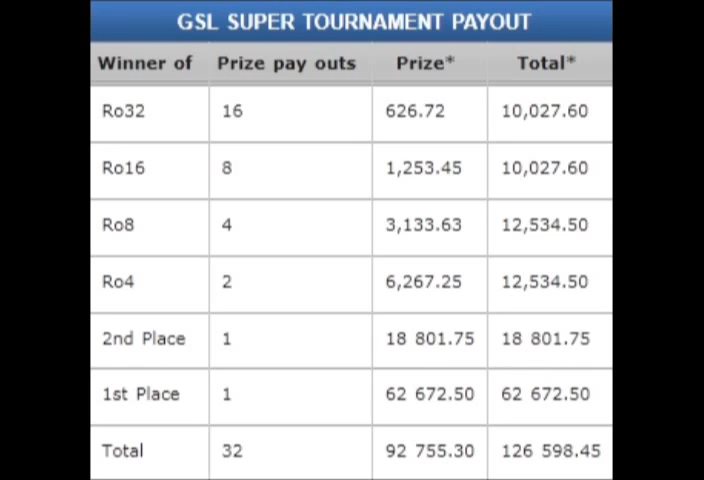 GSL SUPER TOURNAMENT PAYOUT
Winner of Prize pay outs Prize* Total*
Ro32 16 626.72 10,027.60
Ro16 8 1,253.45 10,027.60
Ro8 4 3,133.63 12,534.50
Ro4 2 6,267.25 12,534.50
2nd Place 1 18 801.75 18 801.75
1st Place 1 62 672.50 62 672.50
Total 32 92 755.30 126 598.45